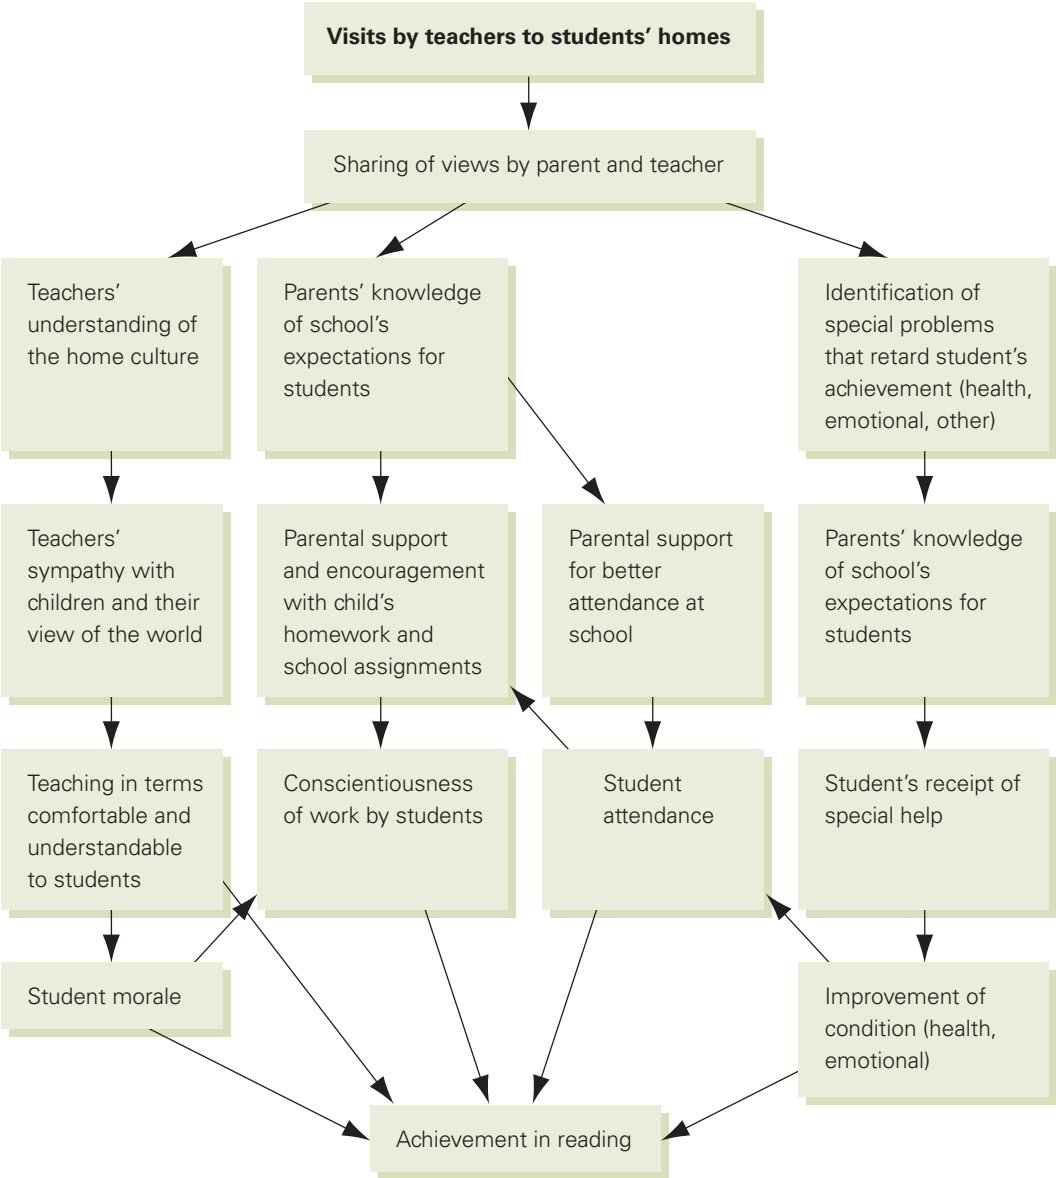 Visits by teachers to students’ homes
Sharing of views by parent and teacher
Teachers’
understanding of
the home culture
Parents’ knowledge
of school’s
expectations for
students
Identification of
special problems
that retard student’s
achievement (health,
emotional, other)
Teachers’
sympathy with
children and their
view of the world
Parental support
and encouragement
with child’s
homework and
school assignments
Parental support
for better
attendance at
school
Parents’ knowledge
of school’s
expectations for
students
Teaching in terms
comfortable and
understandable
to students
Conscientiousness
of work by students
Student
attendance
Student’s receipt of
special help
Student morale
Improvement of
condition (health,
emotional)
Achievement in reading